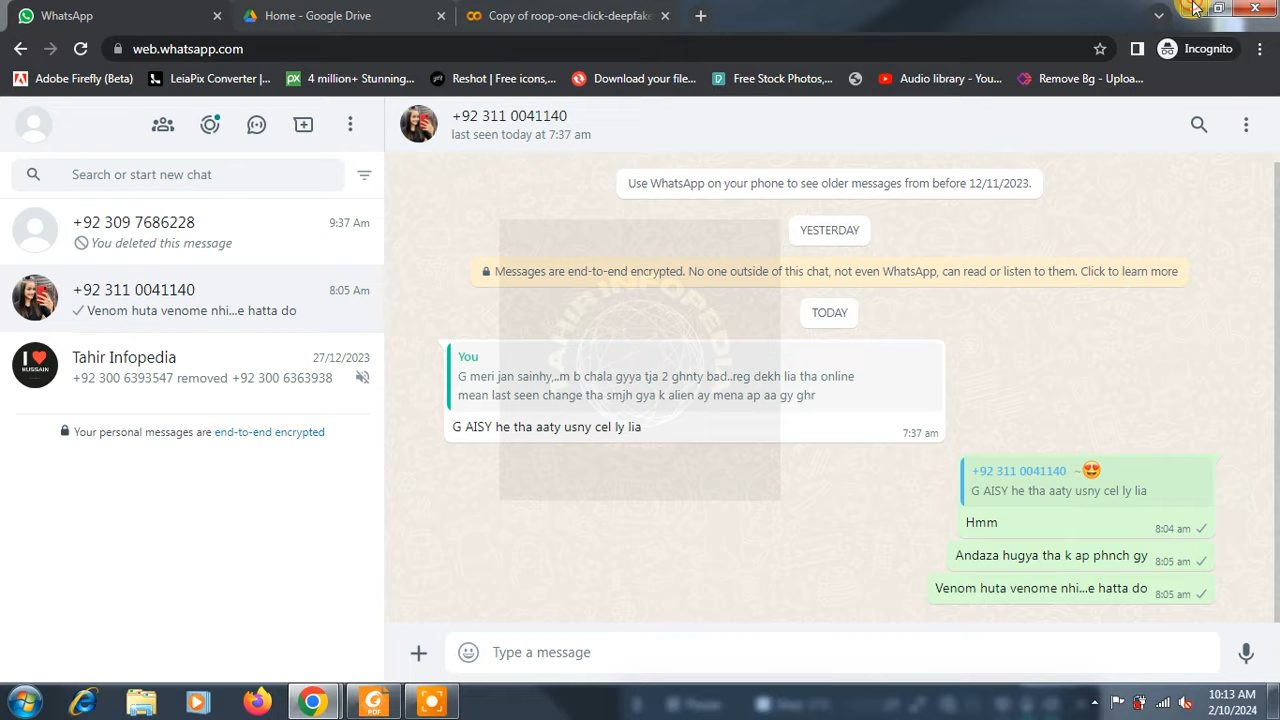 WhatsApp
Home - Google Drive
Copy of roop-one-click-deepfake
web.whatsapp.com
Incognito
Adobe Firefly (Beta)
LeiaPix Converter |...
4 million+ Stunning...
Reshot | Free icons,...
Download your file...
Free Stock Photos,...
Audio library - You...
Remove Bg - Uploa...
+92 311 0041140
last seen today at 7:37 am
Search or start new chat
+92 309 7686228
9:37 Am
You deleted this message
+92 311 0041140
8:05 Am
Venom huta venome nhi...e hatta do
I ❤
HUSSAIN
Tahir Infopedia
27/12/2023
+92 300 6393547 removed +92 300 6363938
Your personal messages are end-to-end encrypted
Use WhatsApp on your phone to see older messages from before 12/11/2023.
YESTERDAY
Messages are end-to-end encrypted. No one outside of this chat, not even WhatsApp, can read or listen to them. Click to learn more
TODAY
You
G meri jan sainhy,..m b chala gyya tja 2 ghnty bad..reg dekh lia tha online
mean last seen change tha smjh gya k alien ay mena ap aa gy ghr
G AISY he tha aaty usny cel ly lia
7:37 am
+92 311 0041140 ~😍
G AISY he tha aaty usny cel ly lia
Hmm
8:04 am
Andaza hugya tha k ap phnch gy
8:05 am
Venom huta venome nhi...e hatta do
8:05 am
Type a message
TAHIR INFOPEDIA
PDF
10:13 AM
2/10/2024